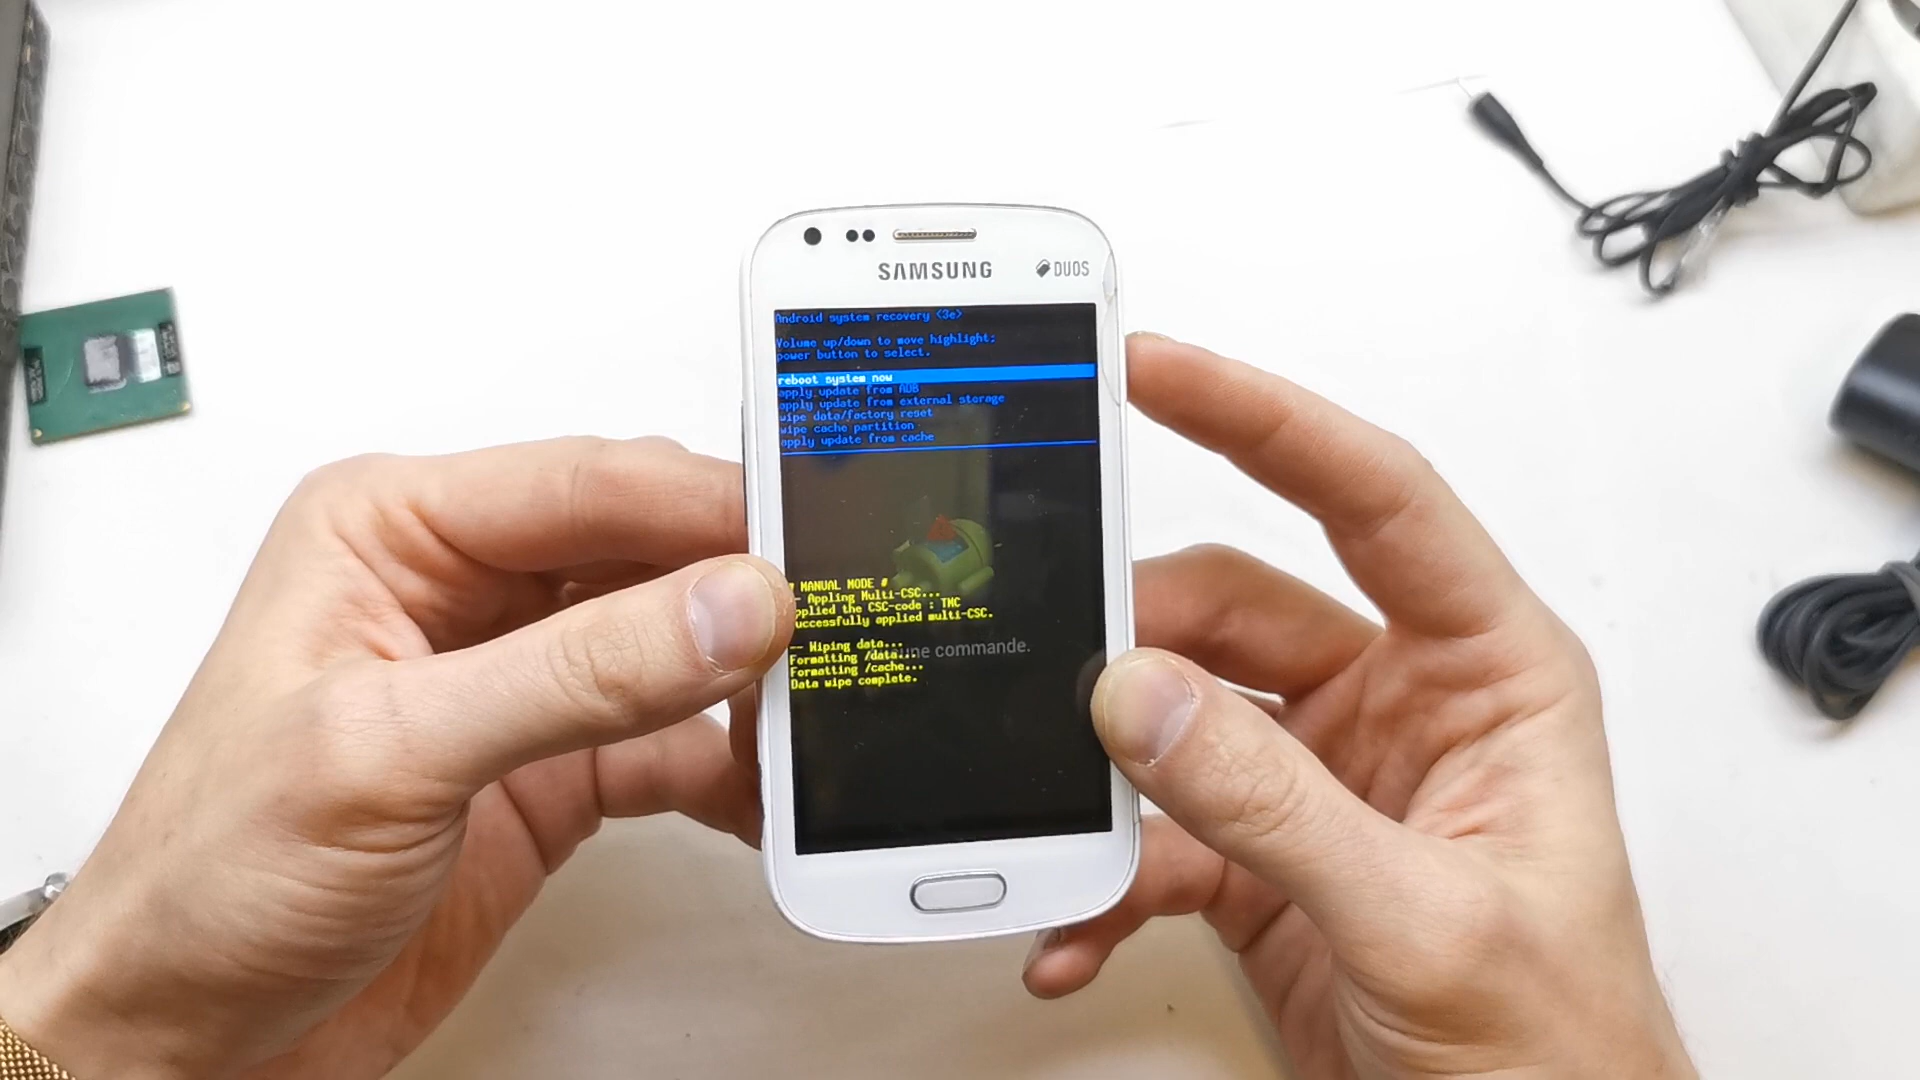 SAMSUNG
DUOS
Android system recovery <3e>
Volume up/down to move highlight;
power button to select.
reboot system now
apply update from ADB
apply update from external storage
wipe data/factory reset
wipe cache partition
apply update from cache
# MANUAL MODE #
-- Appling Multi-CSC...
pplied the CSC-code : TMC
uccessfully applied multi-CSC.
-- Wiping data...
une commande.
Formatting /data...
Formatting /cache...
Data wipe complete.